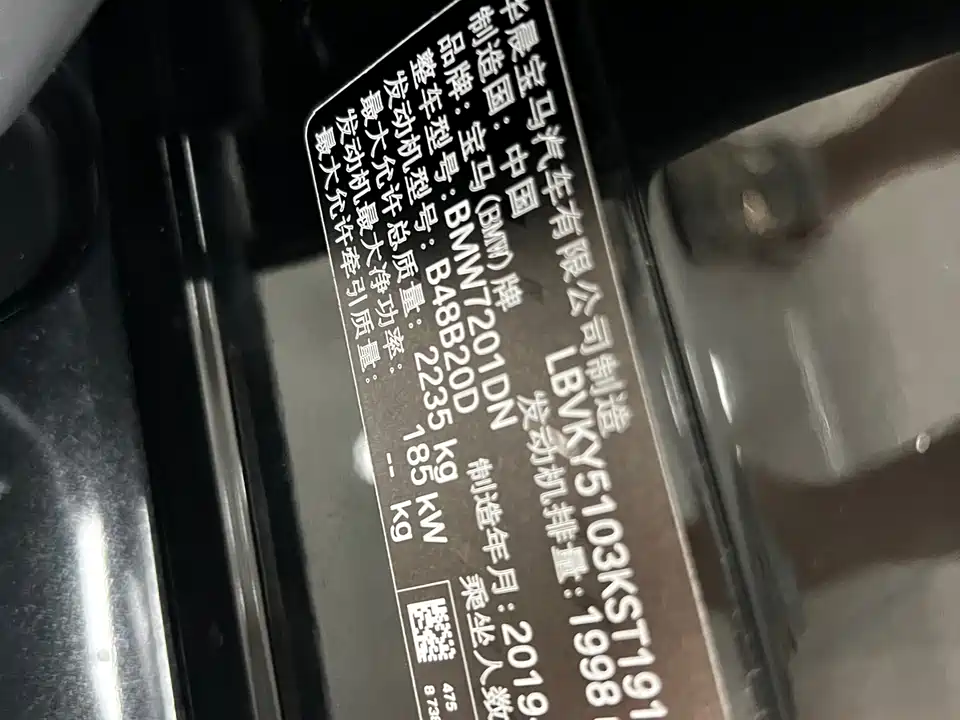 华晨宝马汽车有限公司制造
制造国：中国 LBVKY5103KST191
品牌：宝马(BMW)牌 发动机排量：1998
整车型号：BMW7201DN
发动机型号：B48B20D 制造年月：2019
最大允许总质量：2235 kg 乘坐人数
发动机最大净功率：185 kW
最大允许牵引质量：-- kg
475
8 738